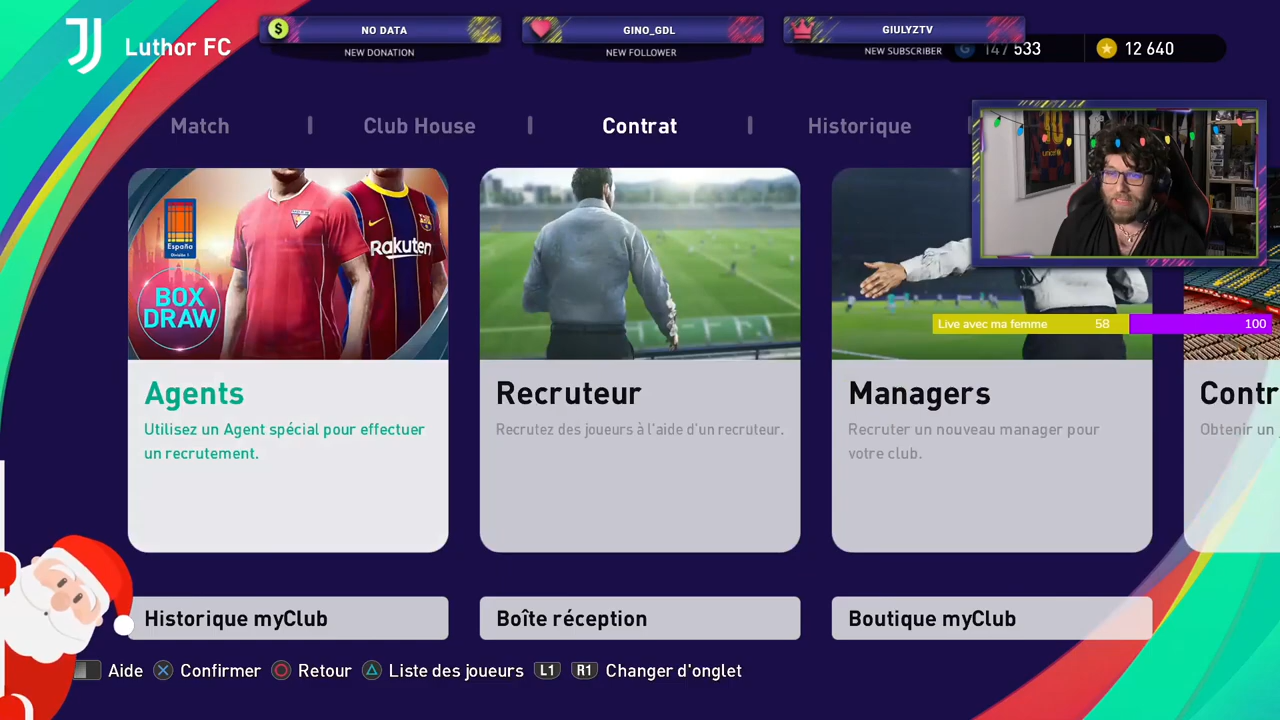 Luthor FC
NO DATA
NEW DONATION
GINO_GDL
NEW FOLLOWER
GIULYZTV
NEW SUBSCRIBER
147 533
12 640
Match
Club House
Contrat
Historique
España
BOX
DRAW
Rakuten
unicef
Live avec ma femme 58 100
Agents
Utilisez un Agent spécial pour effectuer
un recrutement.
Recruteur
Recrutez des joueurs à l'aide d'un recruteur.
Managers
Recruter un nouveau manager pour
votre club.
Contr
Obtenir un
Historique myClub
Boîte réception
Boutique myClub
Aide
Confirmer
Retour
Liste des joueurs
L1
R1
Changer d'onglet